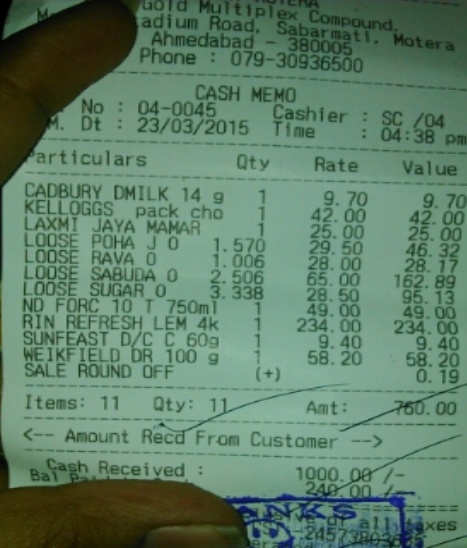 MOTERA
Gold Multiplex Compound,
Stadium Road, Sabarmati, Motera
Ahmedabad - 380005
Phone : 079-30936500
CASH MEMO
No : 04-0045 Cashier : SC /04
M. Dt : 23/03/2015 Time : 04:38 pm
Particulars Qty Rate Value
CADBURY DMILK 14 g 1 9.70 9.70
KELLOGGS pack cho 1 42.00 42.00
LAXMI JAYA MAMAR 1 25.00 25.00
LOOSE POHA J O 1.570 29.50 46.32
LOOSE RAVA O 1.006 28.00 28.17
LOOSE SABUDA O 2.506 65.00 162.89
LOOSE SUGAR O 3.338 28.50 95.13
ND FORC 10 T 750ml 1 49.00 49.00
RIN REFRESH LEM 4k 1 234.00 234.00
SUNFEAST D/C C 60g 1 9.40 9.40
WEIKFIELD DR 100 g 1 58.20 58.20
SALE ROUND OFF (+) 0.19
Items: 11 Qty: 11 Amt: 760.00
<-- Amount Recd From Customer -->
Cash Received : 1000.00 /-
Bal 240.00 /-
of all taxes